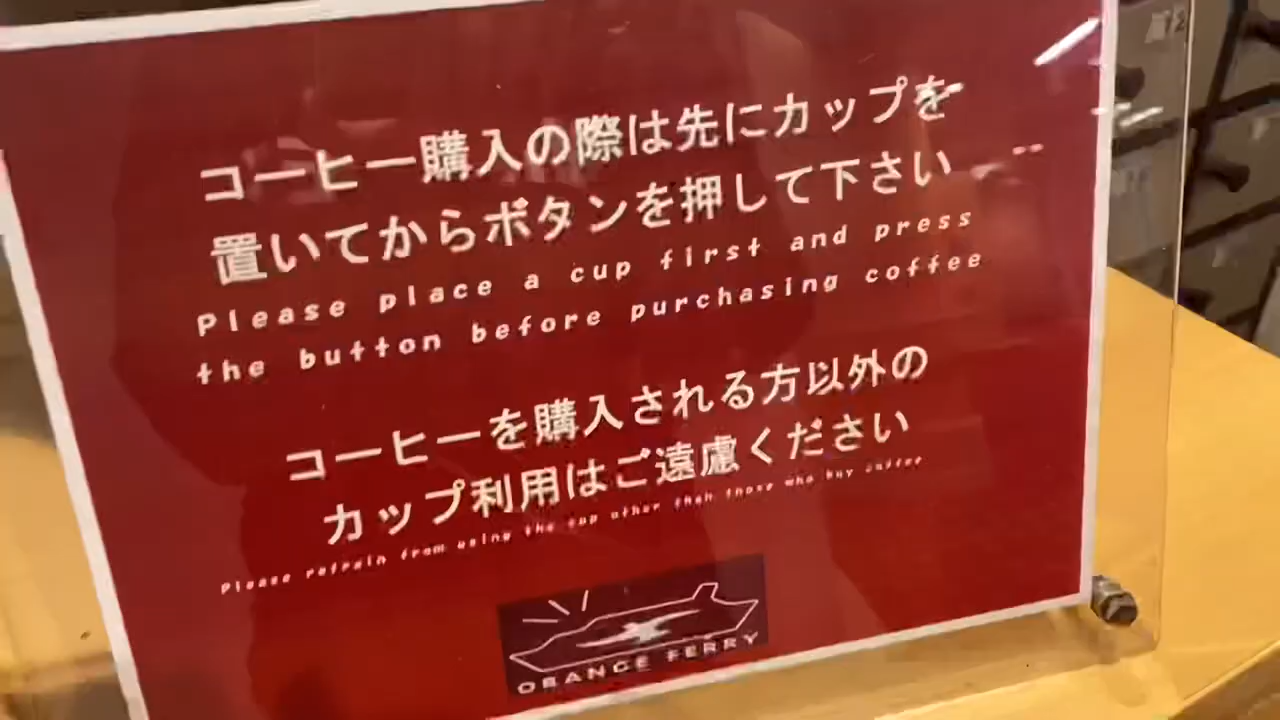 コーヒー購入の際は先にカップを
置いてからボタンを押して下さい
Please place a cup first and press
the button before purchasing coffee
コーヒーを購入される方以外の
カップ利用はご遠慮ください
Please refrain from using the cup other than those who buy coffee
ORANGE FERRY